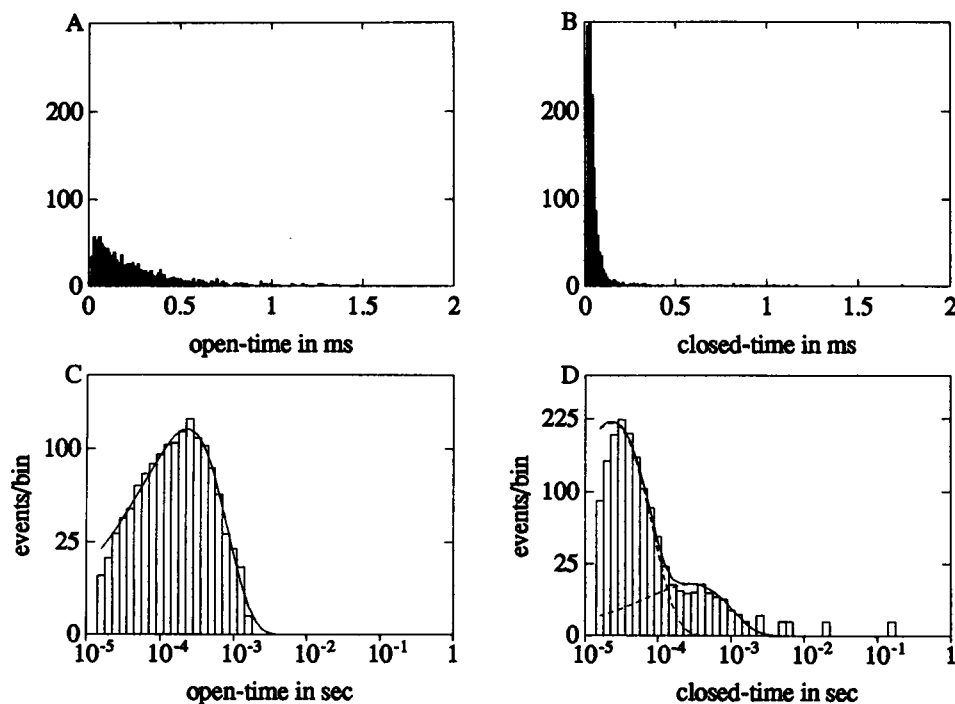 A
200
100
0
0 0.5 1 1.5 2
open-time in ms
B
200
100
0
0 0.5 1 1.5 2
closed-time in ms
C
events/bin
100
25
0
10-5 10-4 10-3 10-2 10-1 1
open-time in sec
D
events/bin
225
100
25
0
10-5 10-4 10-3 10-2 10-1 1
closed-time in sec